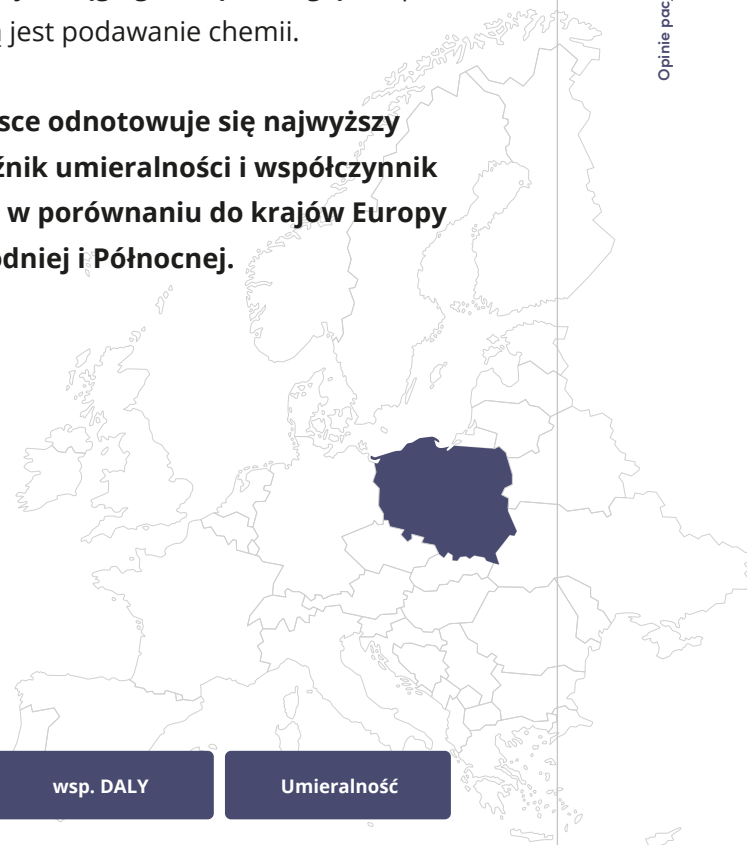 jest podawanie chemii.
sce odnotowuje się najwyższy
źnik umieralności i współczynnik
w porównaniu do krajów Europy
odniej i Północnej.
wsp. DALY
Umieralność
Opinie pac